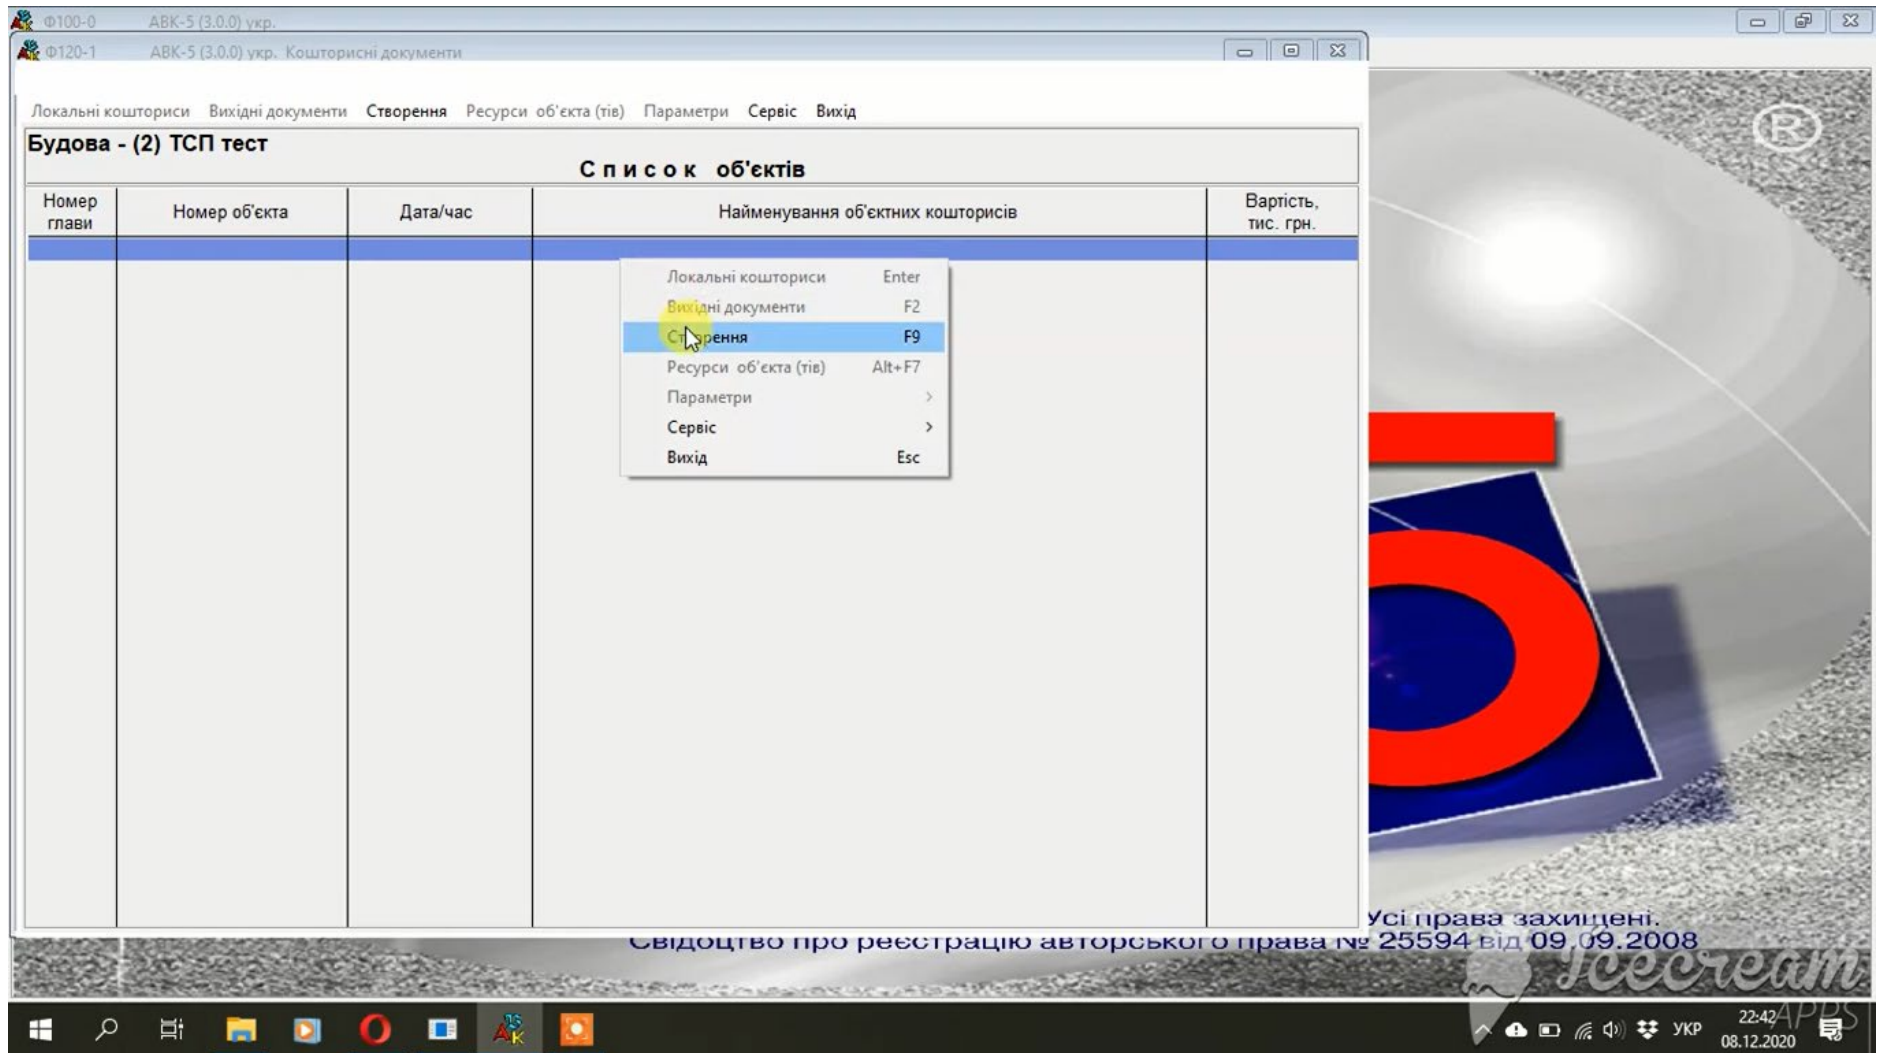 Ф100-0 АВК-5 (3.0.0) укр.
Ф120-1 АВК-5 (3.0.0) укр. Кошторисні документи
Локальні кошториси Вихідні документи Створення Ресурси об'єкта (тів) Параметри Сервіс Вихід
Будова - (2) ТСП тест
Список об'єктів
Номер глави Номер об'єкта Дата/час Найменування об'єктних кошторисів Вартість, тис. грн.
Локальні кошториси Enter
Вихідні документи F2
Створення F9
Ресурси об'єкта (тів) Alt+F7
Параметри
Сервіс
Вихід Esc
®
Усі права захищені.
Свідоцтво про реєстрацію авторського права № 25594 від 09.09.2008
Icecream
APPS
УКР
22:42
08.12.2020